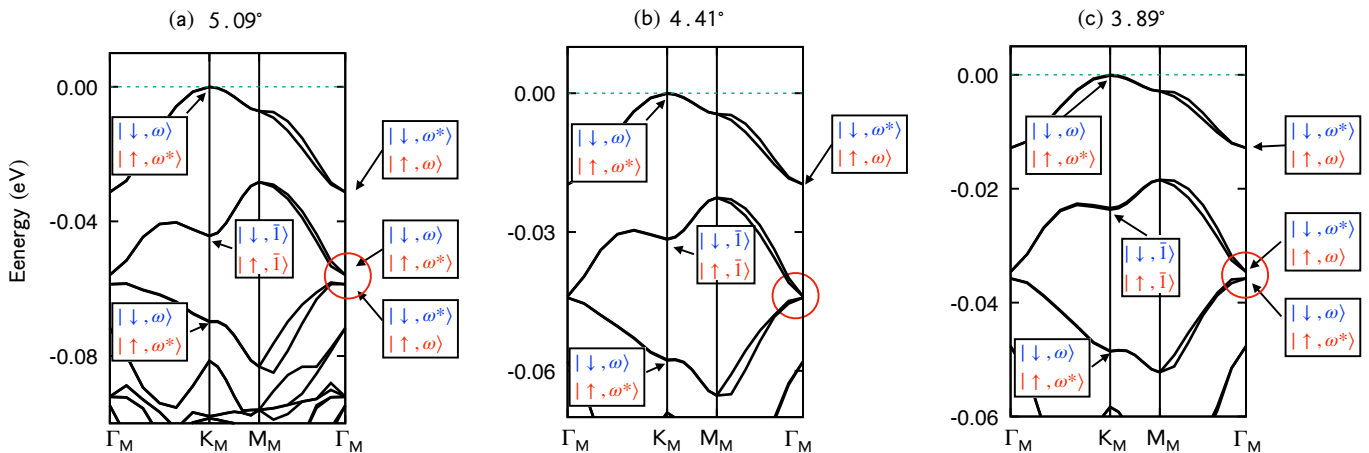 (a) 5.09°
(b) 4.41°
(c) 3.89°
Eenergy (eV)
0.00
-0.04
-0.08
|↓, ω⟩
|↑, ω*⟩
|↓, 1̄⟩
|↑, 1̄⟩
|↓, ω⟩
|↑, ω*⟩
|↓, ω*⟩
|↑, ω⟩
|↓, ω⟩
|↑, ω*⟩
|↓, ω*⟩
|↑, ω⟩
Γ_M K_M M_M Γ_M
0.00
-0.03
-0.06
|↓, ω⟩
|↑, ω*⟩
|↓, 1̄⟩
|↑, 1̄⟩
|↓, ω⟩
|↑, ω*⟩
|↓, ω*⟩
|↑, ω⟩
Γ_M K_M M_M Γ_M
0.00
-0.02
-0.04
-0.06
|↓, ω⟩
|↑, ω*⟩
|↓, 1̄⟩
|↑, 1̄⟩
|↓, ω⟩
|↑, ω*⟩
|↓, ω*⟩
|↑, ω⟩
|↓, ω*⟩
|↑, ω⟩
|↓, ω⟩
|↑, ω*⟩
Γ_M K_M M_M Γ_M